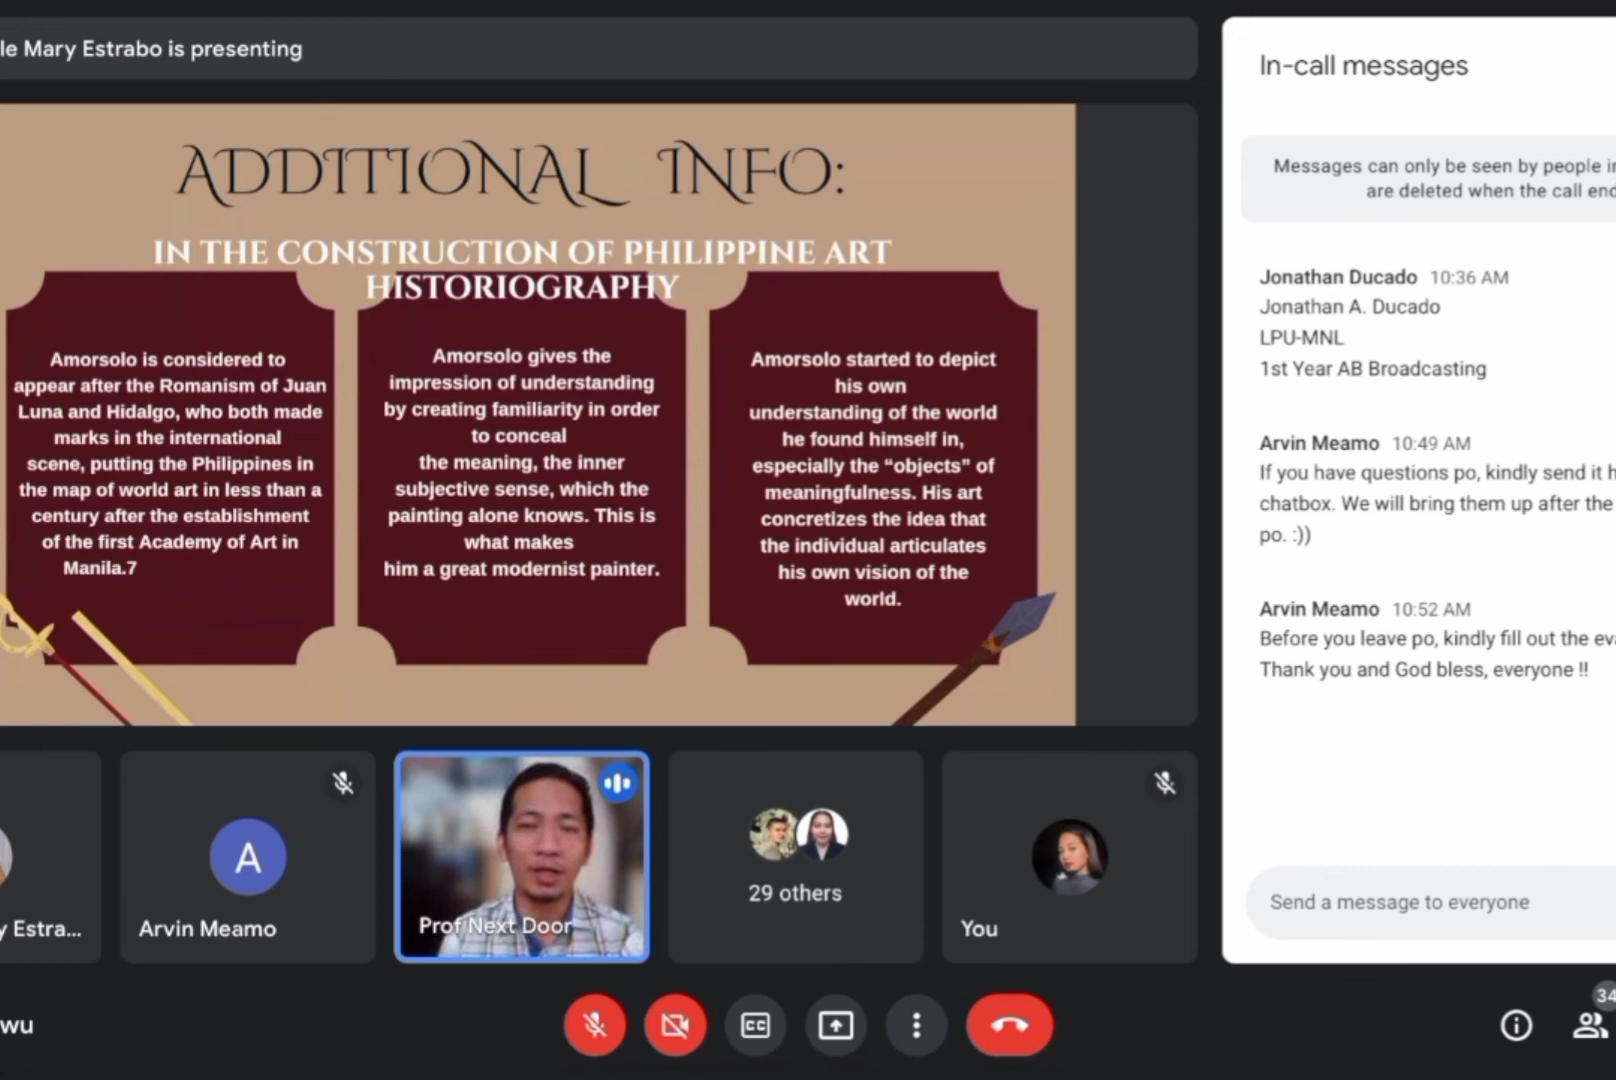 le Mary Estrabo is presenting
ADDITIONAL INFO:
IN THE CONSTRUCTION OF PHILIPPINE ART
HISTORIOGRAPHY
Amorsolo is considered to
appear after the Romanism of Juan
Luna and Hidalgo, who both made
marks in the international
scene, putting the Philippines in
the map of world art in less than a
century after the establishment
of the first Academy of Art in
Manila.7
Amorsolo gives the
impression of understanding
by creating familiarity in order
to conceal
the meaning, the inner
subjective sense, which the
painting alone knows. This is
what makes
him a great modernist painter.
Amorsolo started to depict
his own
understanding of the world
he found himself in,
especially the “objects” of
meaningfulness. His art
concretizes the idea that
the individual articulates
his own vision of the
world.
y Estra...
A
Arvin Meamo
Prof Next Door
29 others
You
wu
CC
In-call messages
Messages can only be seen by people in
are deleted when the call end
Jonathan Ducado 10:36 AM
Jonathan A. Ducado
LPU-MNL
1st Year AB Broadcasting
Arvin Meamo 10:49 AM
If you have questions po, kindly send it h
chatbox. We will bring them up after the
po. :))
Arvin Meamo 10:52 AM
Before you leave po, kindly fill out the eva
Thank you and God bless, everyone !!
Send a message to everyone
34